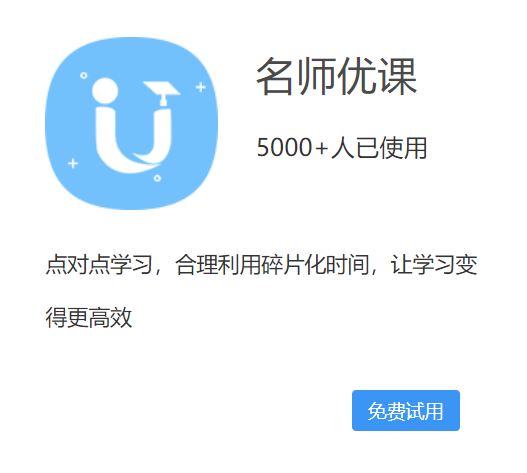 名师优课
5000+人已使用
点对点学习，合理利用碎片化时间，让学习变
得更高效
免费试用